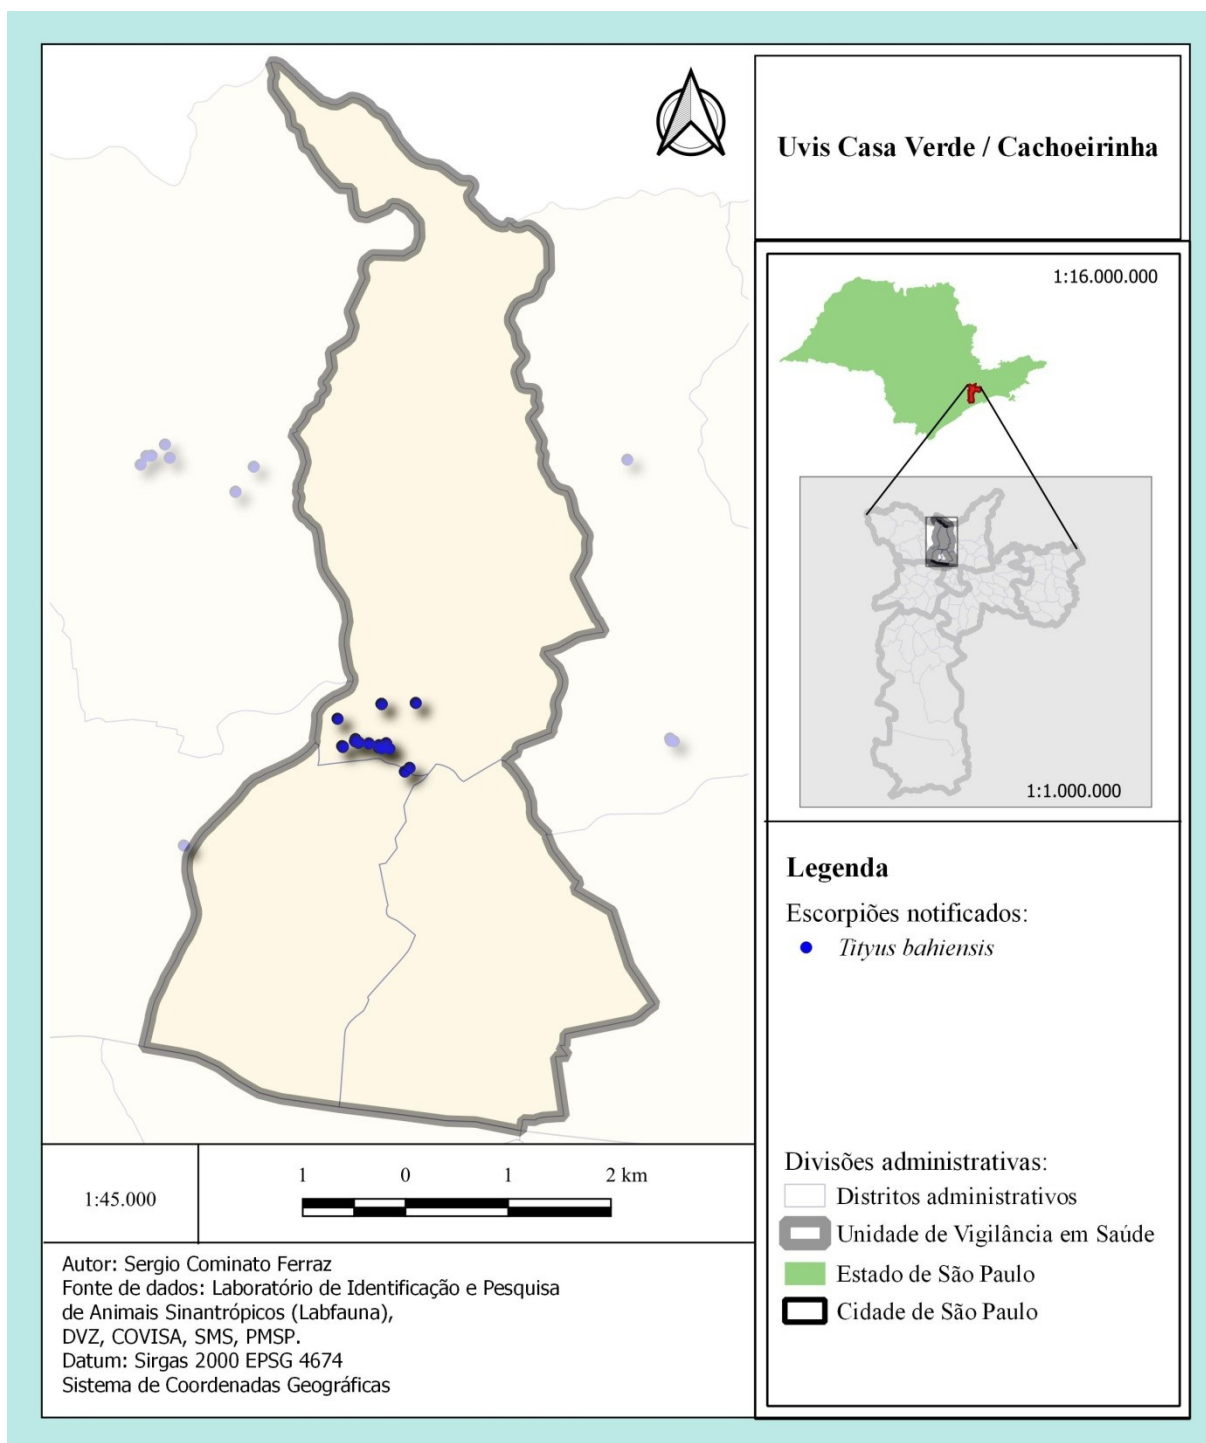 Uvis Casa Verde / Cachoeirinha
1:16.000.000
1:1.000.000
Legenda
Escorpiões notificados:
Tityus bahiensis
Divisões administrativas:
Distritos administrativos
Unidade de Vigilância em Saúde
Estado de São Paulo
Cidade de São Paulo
1:45.000
1 0 1 2 km
Autor: Sergio Cominato Ferraz
Fonte de dados: Laboratório de Identificação e Pesquisa
de Animais Sinantrópicos (Labfauna),
DVZ, COVISA, SMS, PMSP.
Datum: Sirgas 2000 EPSG 4674
Sistema de Coordenadas Geográficas